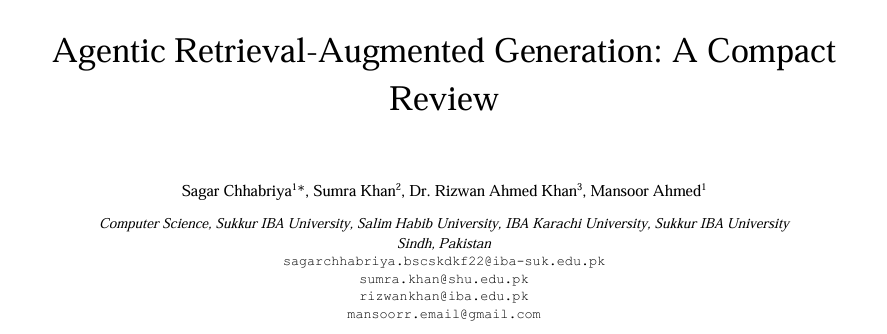 Agentic Retrieval-Augmented Generation: A Compact
Review
Sagar Chhabriya¹*, Sumra Khan², Dr. Rizwan Ahmed Khan³, Mansoor Ahmed¹
Computer Science, Sukkur IBA University, Salim Habib University, IBA Karachi University, Sukkur IBA University
Sindh, Pakistan
sagarchhabriya.bscskdkf22@iba-suk.edu.pk
sumra.khan@shu.edu.pk
rizwankhan@iba.edu.pk
mansoorr.email@gmail.com